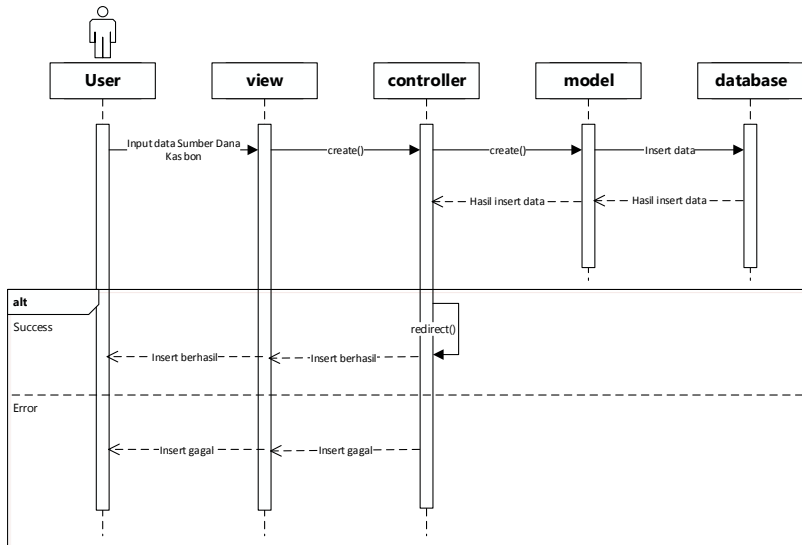 User
view
controller
model
database
Input data Sumber Dana
Kas bon
create()
create()
Insert data
Hasil insert data
Hasil insert data
alt
Success
redirect()
Insert berhasil
Insert berhasil
Error
Insert gagal
Insert gagal